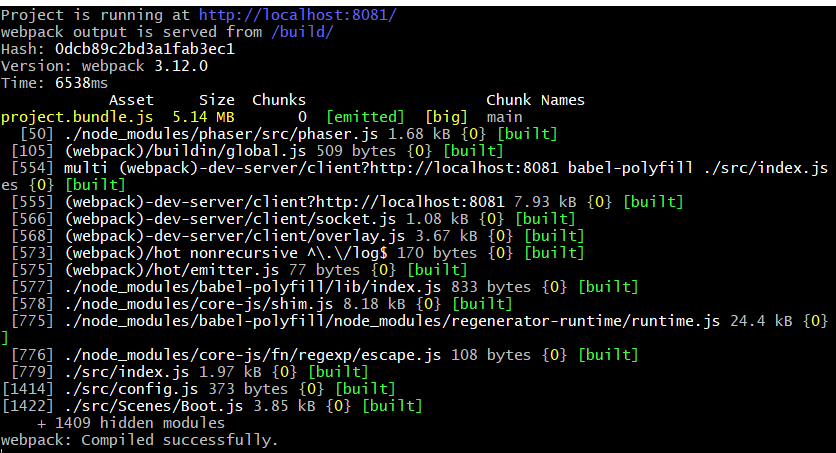 Project is running at http://localhost:8081/
webpack output is served from /build/
Hash: 0dcb89c2bd3a1fab3ec1
Version: webpack 3.12.0
Time: 6538ms
            Asset     Size  Chunks                    Chunk Names
project.bundle.js  5.14 MB       0  [emitted]  [big]  main
  [50] ./node_modules/phaser/src/phaser.js 1.68 kB {0} [built]
 [105] (webpack)/buildin/global.js 509 bytes {0} [built]
 [554] multi (webpack)-dev-server/client?http://localhost:8081 babel-polyfill ./src/index.js
es {0} [built]
 [555] (webpack)-dev-server/client?http://localhost:8081 7.93 kB {0} [built]
 [566] (webpack)-dev-server/client/socket.js 1.08 kB {0} [built]
 [568] (webpack)-dev-server/client/overlay.js 3.67 kB {0} [built]
 [573] (webpack)/hot nonrecursive ^\.\/log$ 170 bytes {0} [built]
 [575] (webpack)/hot/emitter.js 77 bytes {0} [built]
 [577] ./node_modules/babel-polyfill/lib/index.js 833 bytes {0} [built]
 [578] ./node_modules/core-js/shim.js 8.18 kB {0} [built]
 [775] ./node_modules/babel-polyfill/node_modules/regenerator-runtime/runtime.js 24.4 kB {0}
]
 [776] ./node_modules/core-js/fn/regexp/escape.js 108 bytes {0} [built]
 [779] ./src/index.js 1.97 kB {0} [built]
[1414] ./src/config.js 373 bytes {0} [built]
[1422] ./src/Scenes/Boot.js 3.85 kB {0} [built]
    + 1409 hidden modules
webpack: Compiled successfully.